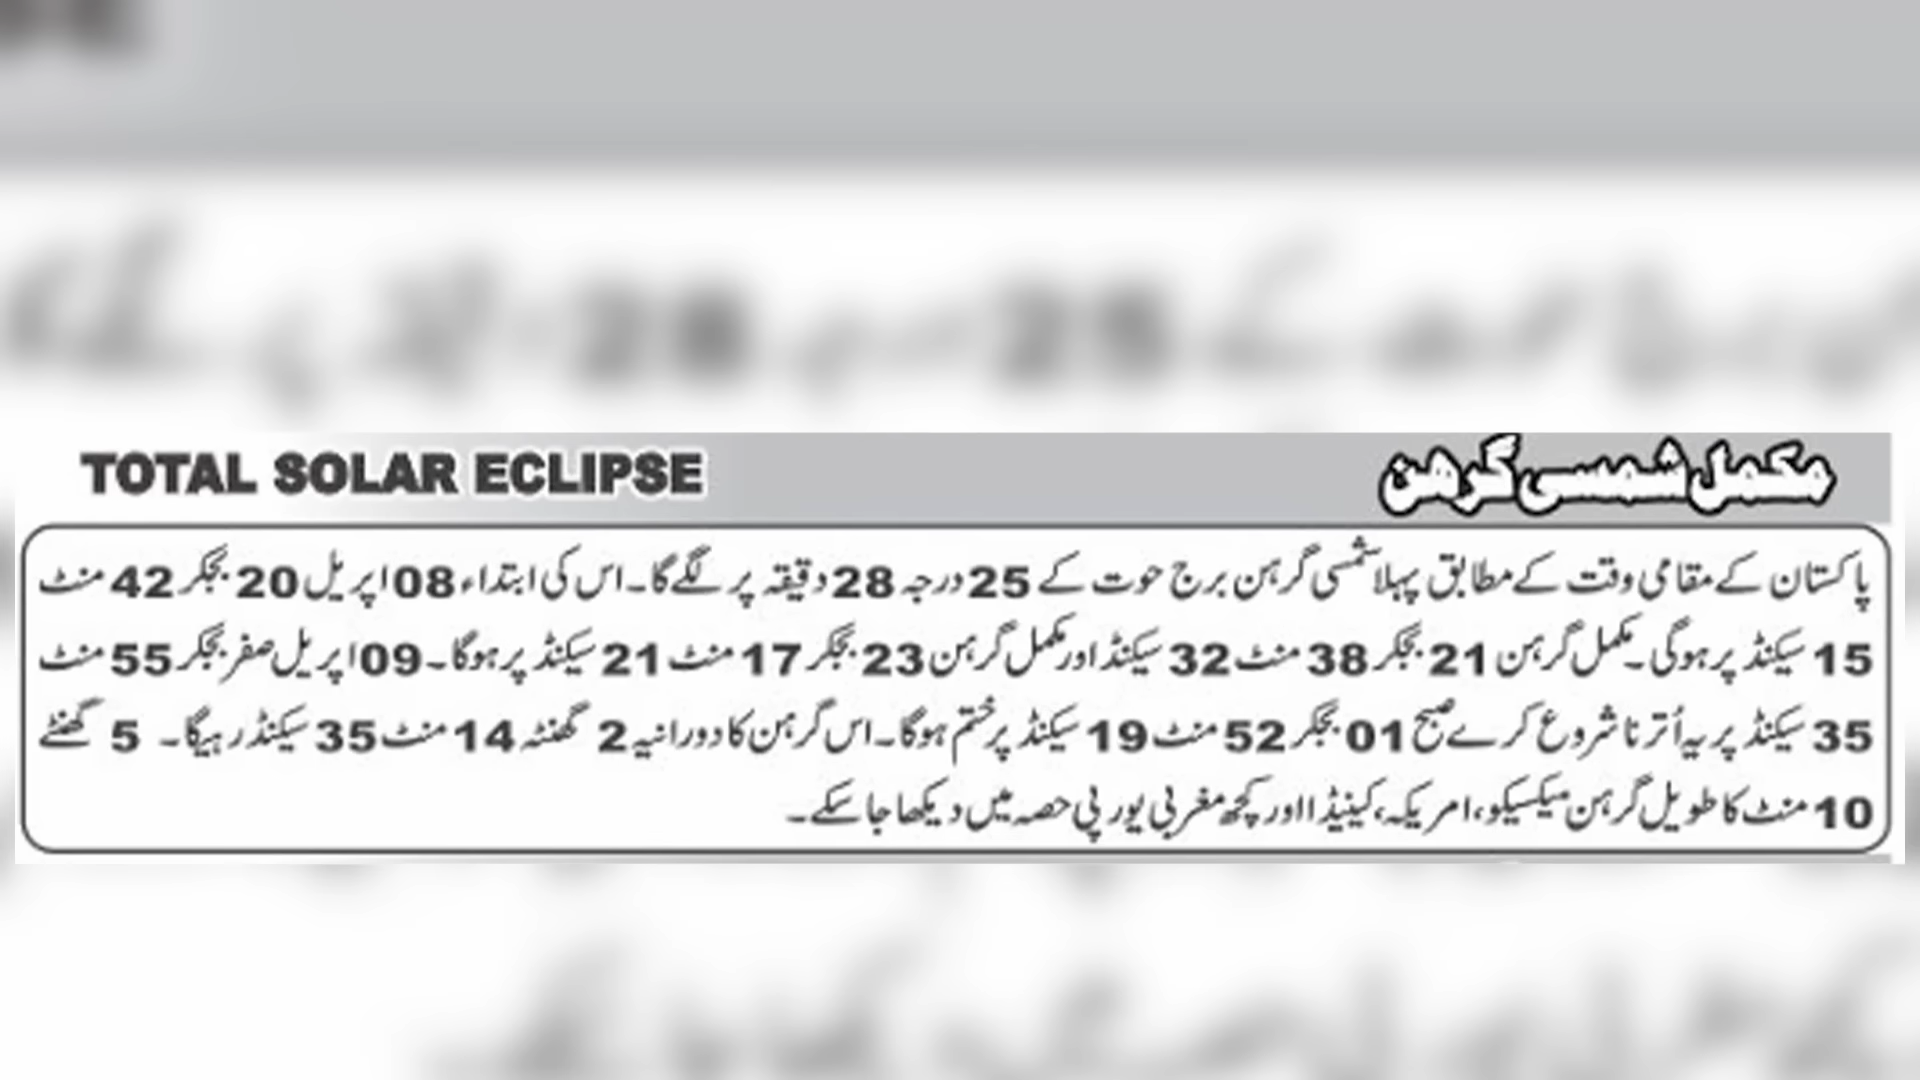 مکمل شمسی گرہن TOTAL SOLAR ECLIPSE
پاکستان کے مقامی وقت کے مطابق پہلا شمسی گرہن برج حوت کے 25 درجہ 28 دقیقہ پر لگے گا۔ اس کی ابتداء 08 اپریل 20 بجکر 42 منٹ
15 سیکنڈ پر ہوگی۔ مکمل گرہن 21 بجکر 38 منٹ 32 سیکنڈ اور مکمل گرہن 23 بجکر 17 منٹ 21 سیکنڈ پر ہوگا۔ 09 اپریل صفر بجکر 55 منٹ
35 سیکنڈ پر یہ اُترنا شروع کرے صبح 01 بجکر 52 منٹ 19 سیکنڈ پر ختم ہوگا۔ اس گرہن کا دورانیہ 2 گھنٹہ 14 منٹ 35 سیکنڈ رہیگا۔ 5 گھنٹے
10 منٹ کا طویل گرہن میکسیکو، امریکہ، کینیڈا اور کچھ مغربی یورپی حصہ میں دیکھا جا سکے۔